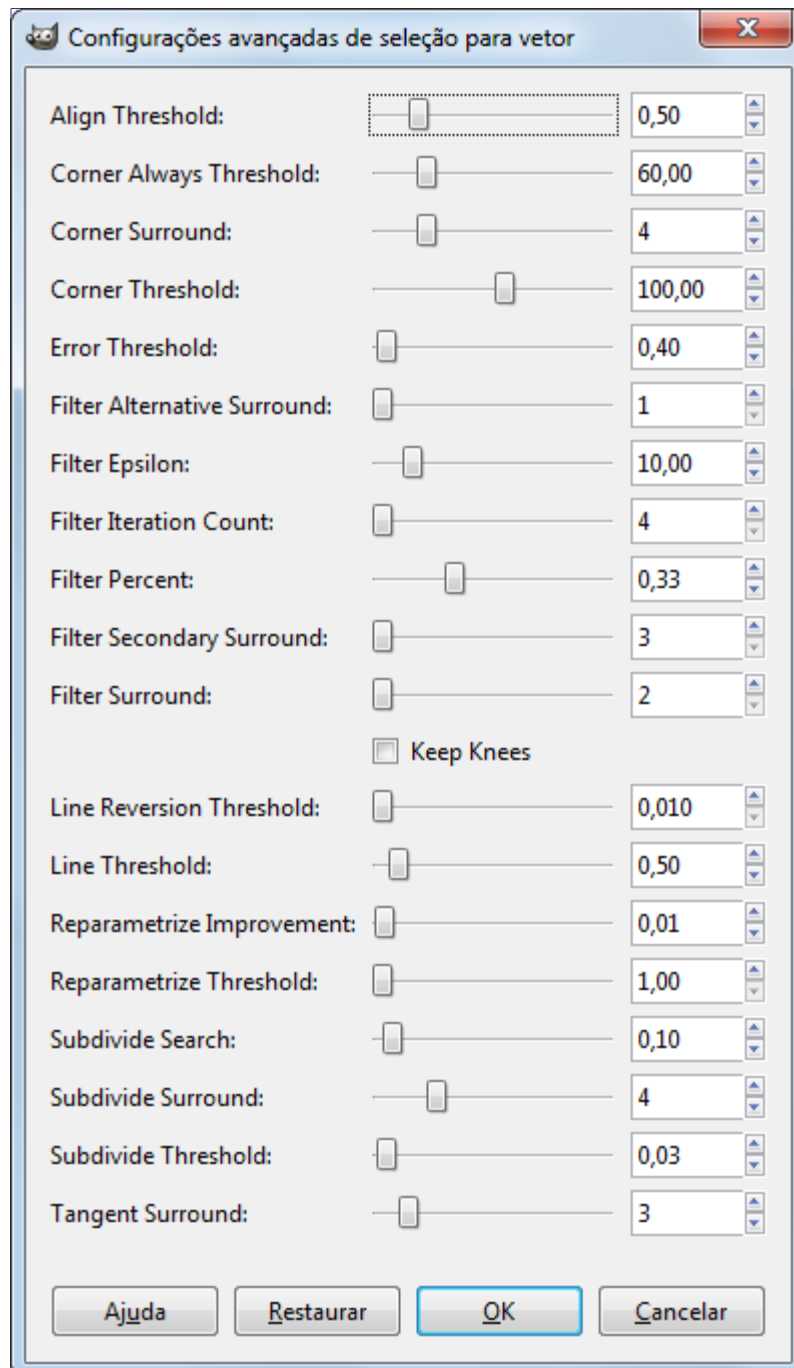 Configurações avançadas de seleção para vetor
Align Threshold: 0,50
Corner Always Threshold: 60,00
Corner Surround: 4
Corner Threshold: 100,00
Error Threshold: 0,40
Filter Alternative Surround: 1
Filter Epsilon: 10,00
Filter Iteration Count: 4
Filter Percent: 0,33
Filter Secondary Surround: 3
Filter Surround: 2
Keep Knees
Line Reversion Threshold: 0,010
Line Threshold: 0,50
Reparametrize Improvement: 0,01
Reparametrize Threshold: 1,00
Subdivide Search: 0,10
Subdivide Surround: 4
Subdivide Threshold: 0,03
Tangent Surround: 3
Ajuda Restaurar OK Cancelar